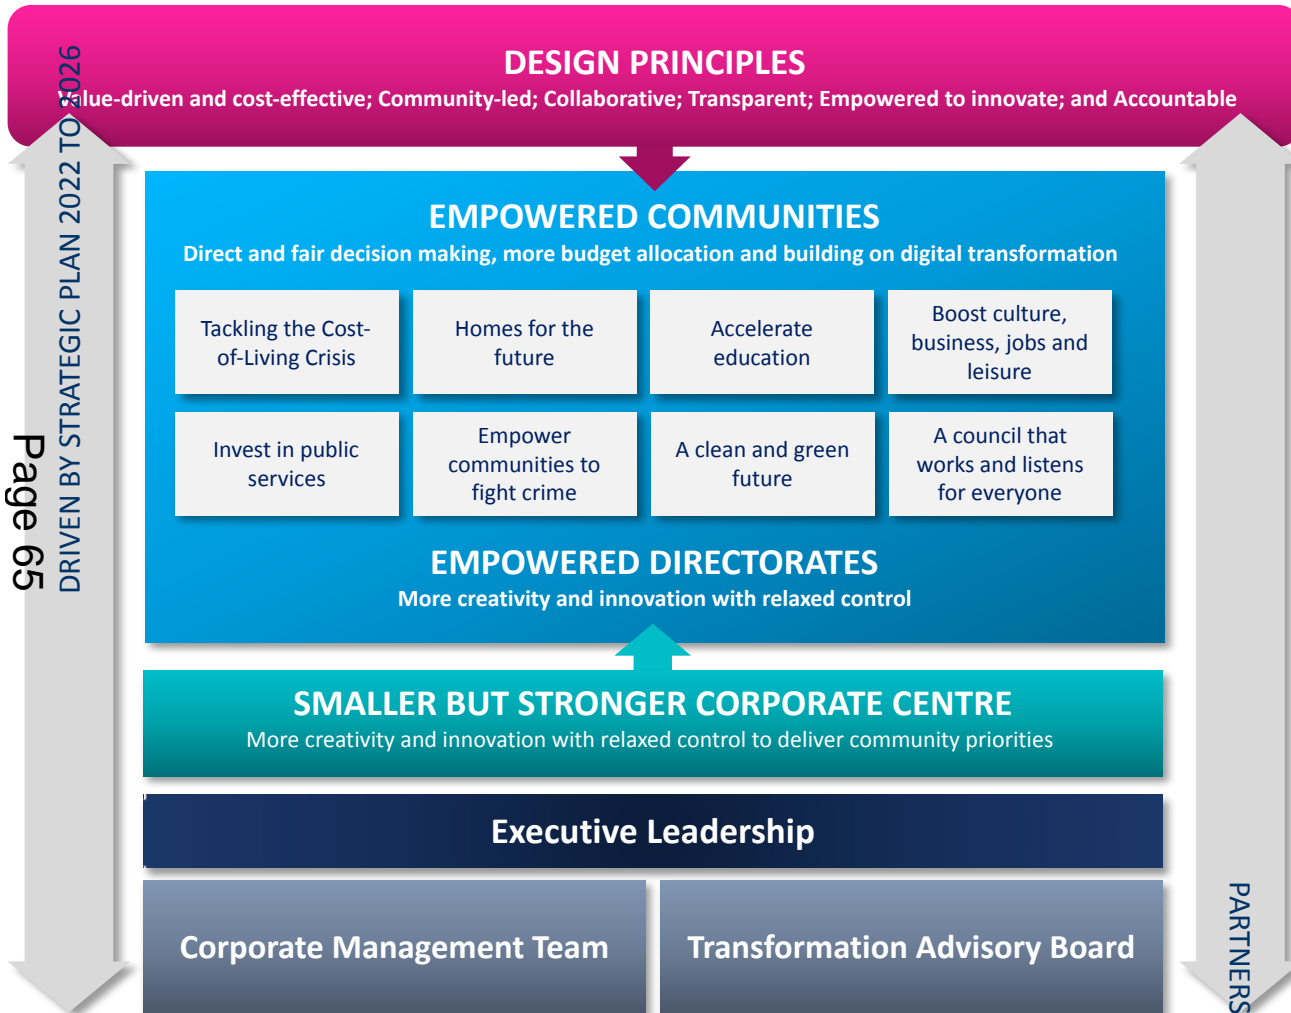 DESIGN PRINCIPLES
Value-driven and cost-effective; Community-led; Collaborative; Transparent; Empowered to innovate; and Accountable
DRIVEN BY STRATEGIC PLAN 2022 TO 2026
Page 65
EMPOWERED COMMUNITIES
Direct and fair decision making, more budget allocation and building on digital transformation
Tackling the Cost-
of-Living Crisis
Homes for the
future
Accelerate
education
Boost culture,
business, jobs and
leisure
Invest in public
services
Empower
communities to
fight crime
A clean and green
future
A council that
works and listens
for everyone
EMPOWERED DIRECTORATES
More creativity and innovation with relaxed control
SMALLER BUT STRONGER CORPORATE CENTRE
More creativity and innovation with relaxed control to deliver community priorities
Executive Leadership
Corporate Management Team
Transformation Advisory Board
PARTNERS